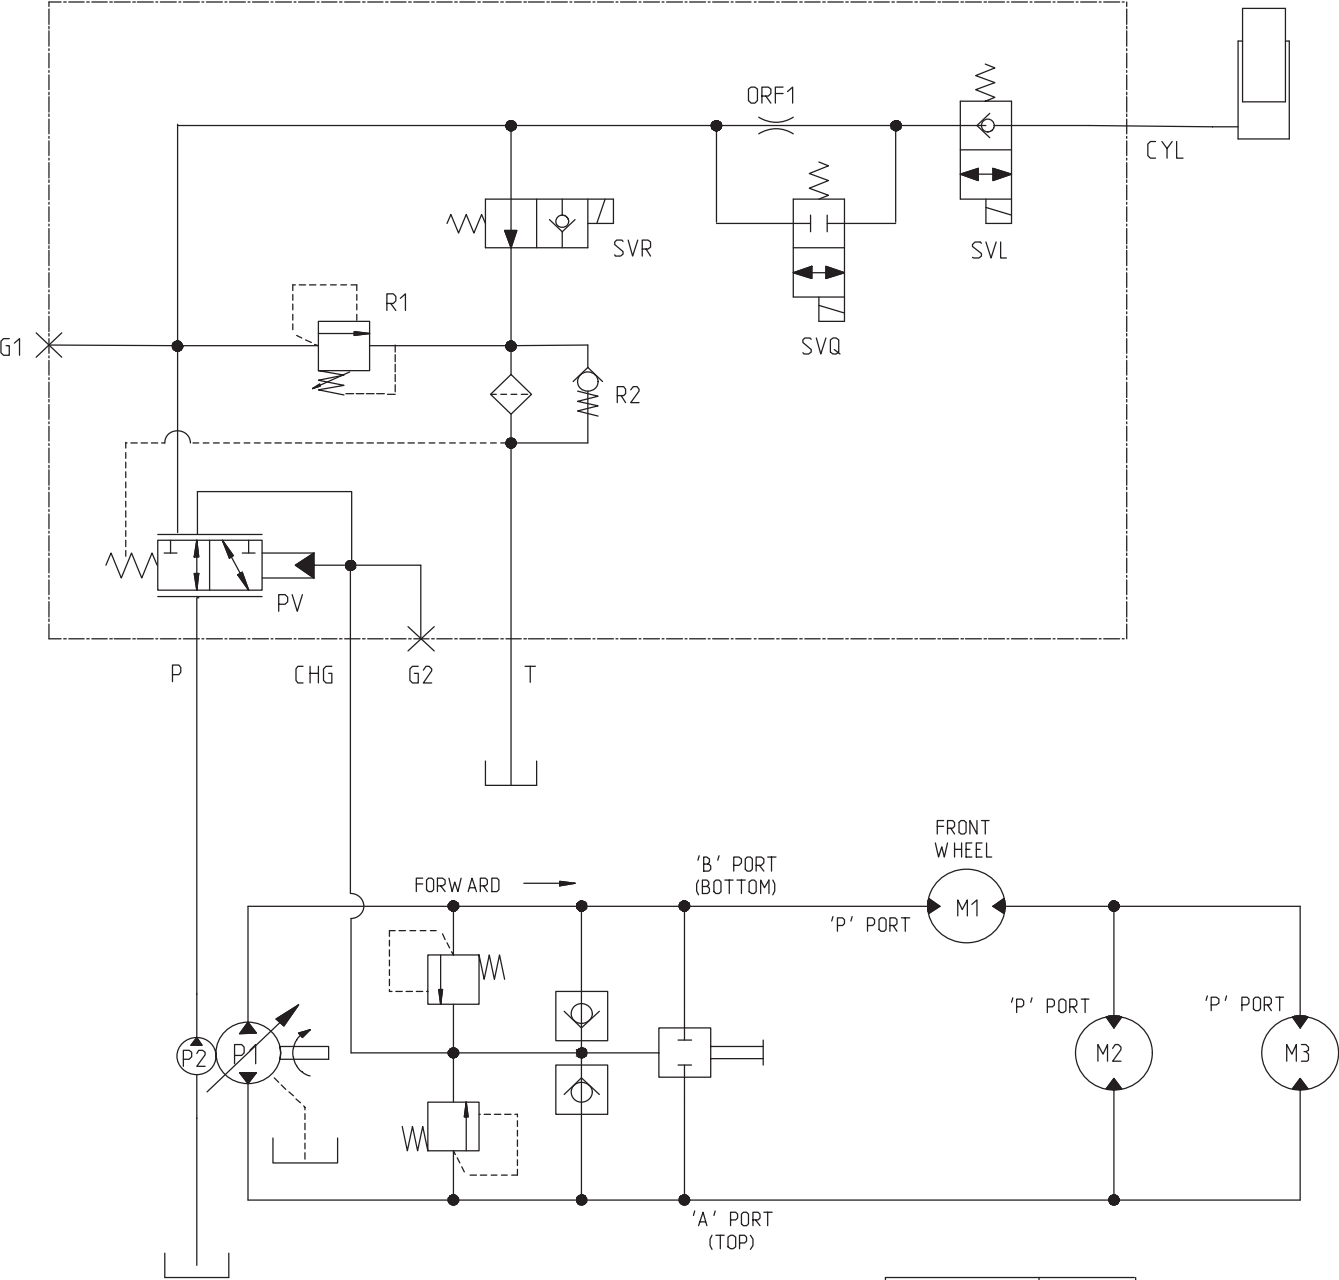 ORF1
CYL
SVR
SVL
R1
G1
SVQ
R2
PV
P
CHG
G2
T
FRONT
WHEEL
'B' PORT
(BOTTOM)
FORWARD
'P' PORT
M1
'P' PORT
'P' PORT
P2
P1
M2
M3
'A' PORT
(TOP)